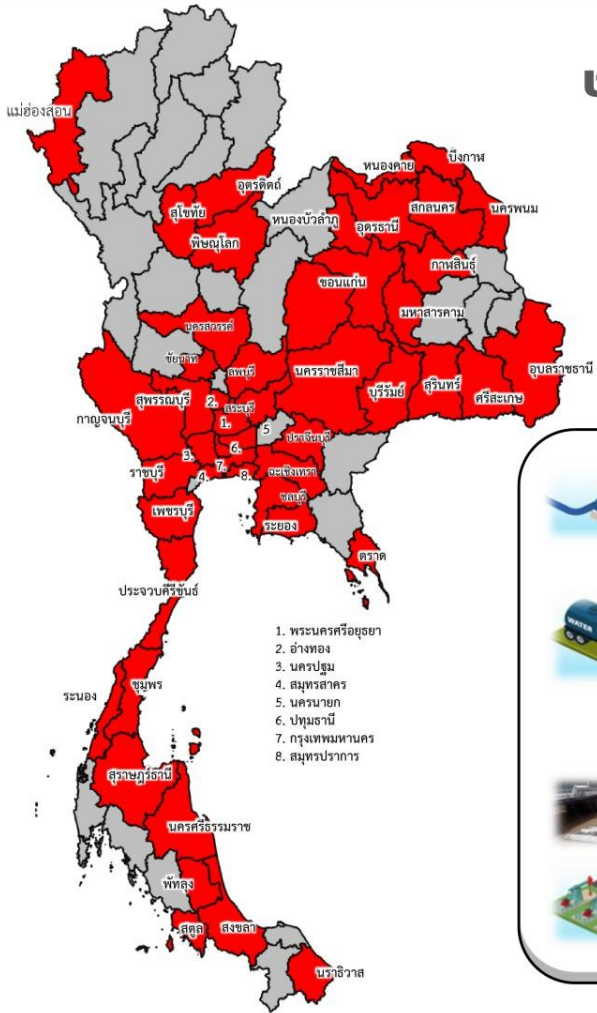 แม่ฮ่องสอน
หนองคาย
บึงกาฬ
อุตรดิตถ์
สุโขทัย
หนองบัวลำภู
อุดรธานี
สกลนคร
นครพนม
พิษณุโลก
กาฬสินธุ์
ขอนแก่น
มหาสารคาม
นครสวรรค์
ชัยนาท
ลพบุรี
นครราชสีมา
อุบลราชธานี
สุพรรณบุรี
2.
สระบุรี
บุรีรัมย์
สุรินทร์
ศรีสะเกษ
กาญจนบุรี
1.
5
ปราจีนบุรี
6.
3.
7.
ราชบุรี
4.
8.
ฉะเชิงเทรา
ชลบุรี
เพชรบุรี
ระยอง
ตราด
ประจวบคีรีขันธ์
1. พระนครศรีอยุธยา
2. อ่างทอง
3. นครปฐม
4. สมุทรสาคร
5. นครนายก
6. ปทุมธานี
7. กรุงเทพมหานคร
8. สมุทรปราการ
ระนอง
ชุมพร
สุราษฎร์ธานี
นครศรีธรรมราช
พัทลุง
สตูล
สงขลา
นราธิวาส
WATER